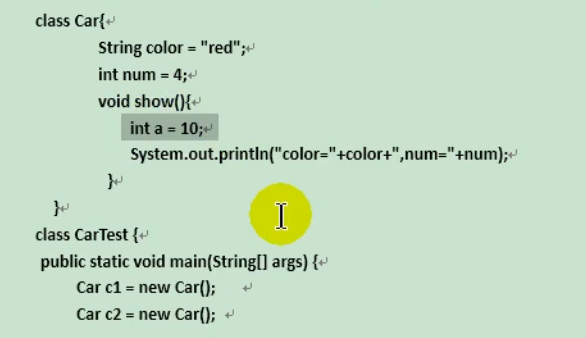 class Car{
String color = "red";
int num = 4;
void show(){
int a = 10;
System.out.println("color="+color+",num="+num);
}
}
class CarTest {
public static void main(String[] args) {
Car c1 = new Car();
Car c2 = new Car();